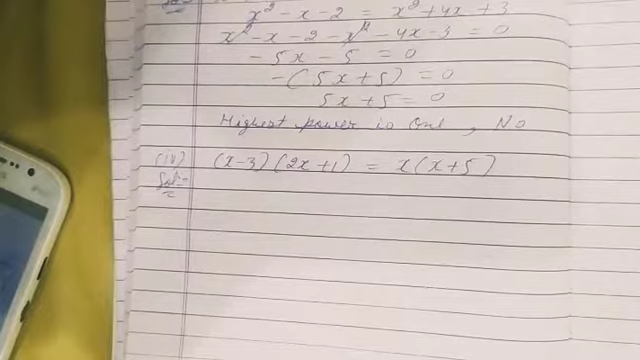 x² - x - 2 = x² + 4x + 3
x² - x - 2 - x² - 4x - 3 = 0
- 5x - 5 = 0
- (5x + 5) = 0
5x + 5 = 0
Highest power is one, No
(iv) (x-3)(2x+1) = x(x+5)
Sol:-